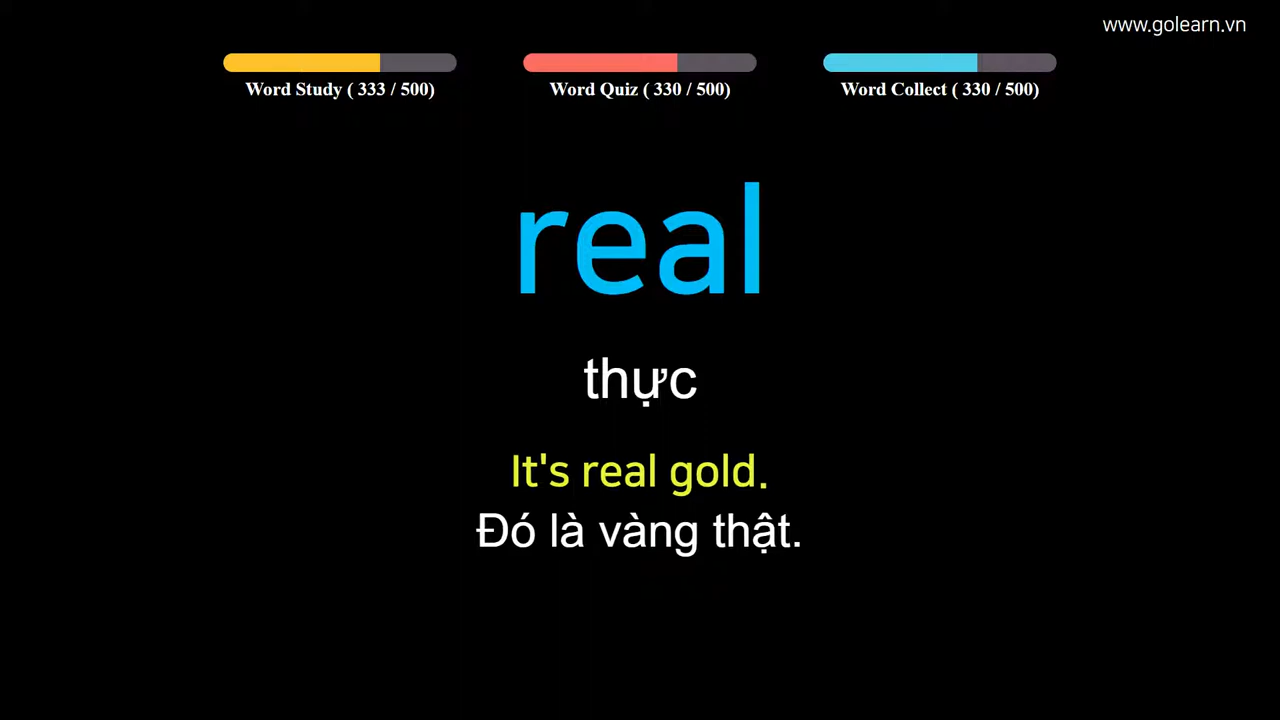 www.golearn.vn
Word Study ( 333 / 500)
Word Quiz ( 330 / 500)
Word Collect ( 330 / 500)
real
thực
It's real gold.
Đó là vàng thật.